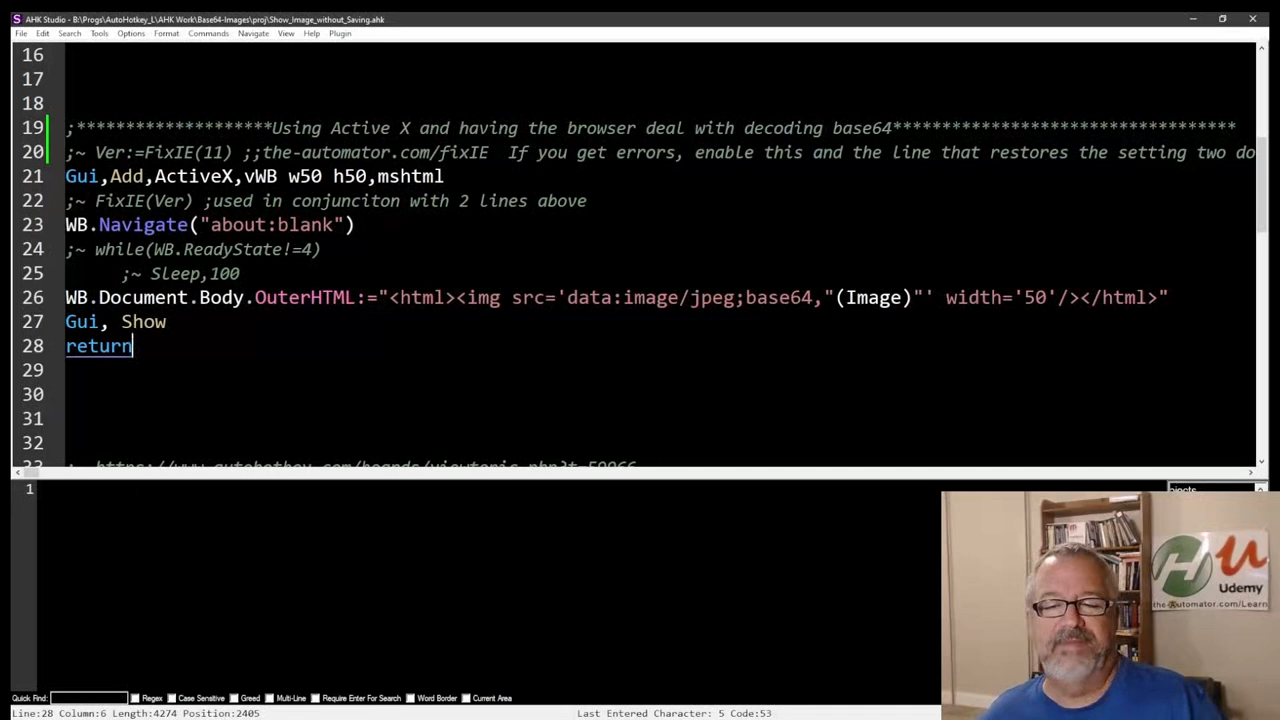 AHK Studio - B:\Progs\AutoHotkey_L\AHK Work\Base64-Images\proj\Show_Image_without_Saving.ahk
File Edit Search Tools Options Format Commands Navigate View Help Plugin
16
17
18
19 ;********************Using Active X and having the browser deal with decoding base64***********************************
20 ;~ Ver:=FixIE(11) ;;the-automator.com/fixIE  If you get errors, enable this and the line that restores the setting two do
21 Gui,Add,ActiveX,vWB w50 h50,mshtml
22 ;~ FixIE(Ver) ;used in conjunciton with 2 lines above
23 WB.Navigate("about:blank")
24 ;~ while(WB.ReadyState!=4)
25 ;~ Sleep,100
26 WB.Document.Body.OuterHTML:="<html><img src='data:image/jpeg;base64,"(Image)"' width='50'/></html>"
27 Gui, Show
28 return
29
30
31
32
1
Udemy
the-Automator.com/Learn
Quick Find: Regex Case Sensitive Greed Multi-Line Require Enter For Search Word Border Current Area
Line:28 Column:6 Length:4274 Position:2405 Last Entered Character: 5 Code:53